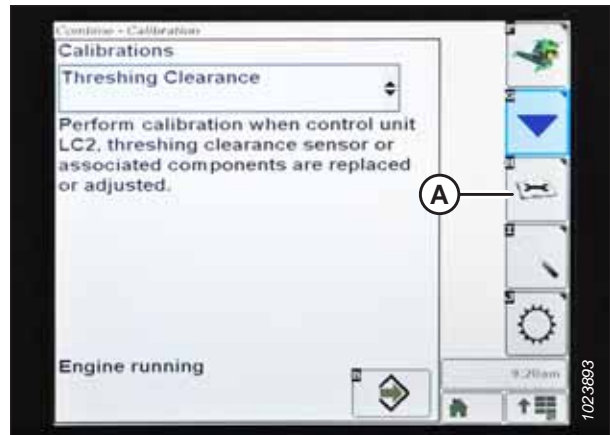 Combine - Calibration
Calibrations
Threshing Clearance
Perform calibration when control unit
LC2, threshing clearance sensor or
associated components are replaced
or adjusted.
A
Engine running
9:20am
1023893